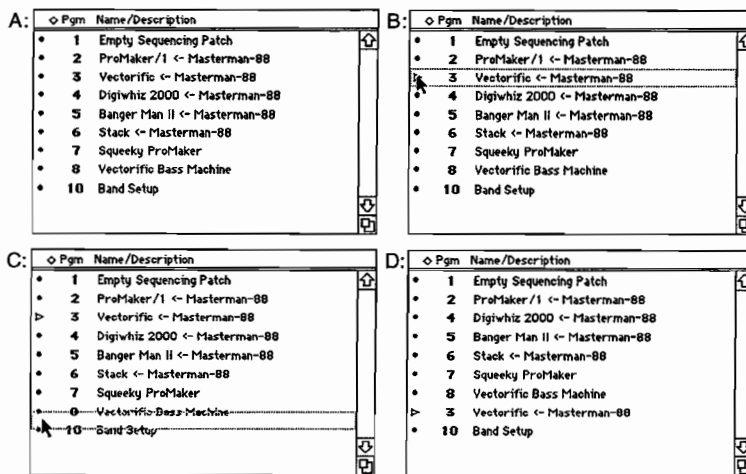 A:
◇ Pgm Name/Description
• 1 Empty Sequencing Patch
• 2 ProMaker/1 <- Masterman-88
• 3 Vectorific <- Masterman-88
• 4 Digiwhiz 2000 <- Masterman-88
• 5 Banger Man II <- Masterman-88
• 6 Stack <- Masterman-88
• 7 Squeeky ProMaker
• 8 Vectorific Bass Machine
• 10 Band Setup
B:
◇ Pgm Name/Description
• 1 Empty Sequencing Patch
• 2 ProMaker/1 <- Masterman-88
3 Vectorific <- Masterman-88
• 4 Digiwhiz 2000 <- Masterman-88
• 5 Banger Man II <- Masterman-88
• 6 Stack <- Masterman-88
• 7 Squeeky ProMaker
• 8 Vectorific Bass Machine
• 10 Band Setup
C:
◇ Pgm Name/Description
• 1 Empty Sequencing Patch
• 2 ProMaker/1 <- Masterman-88
▷ 3 Vectorific <- Masterman-88
• 4 Digiwhiz 2000 <- Masterman-88
• 5 Banger Man II <- Masterman-88
• 6 Stack <- Masterman-88
• 7 Squeeky ProMaker
• 8 Vectorific Bass Machine
• 10 Band Setup
D:
◇ Pgm Name/Description
• 1 Empty Sequencing Patch
• 2 ProMaker/1 <- Masterman-88
• 4 Digiwhiz 2000 <- Masterman-88
• 5 Banger Man II <- Masterman-88
• 6 Stack <- Masterman-88
• 7 Squeeky ProMaker
• 8 Vectorific Bass Machine
▷ 3 Vectorific <- Masterman-88
• 10 Band Setup